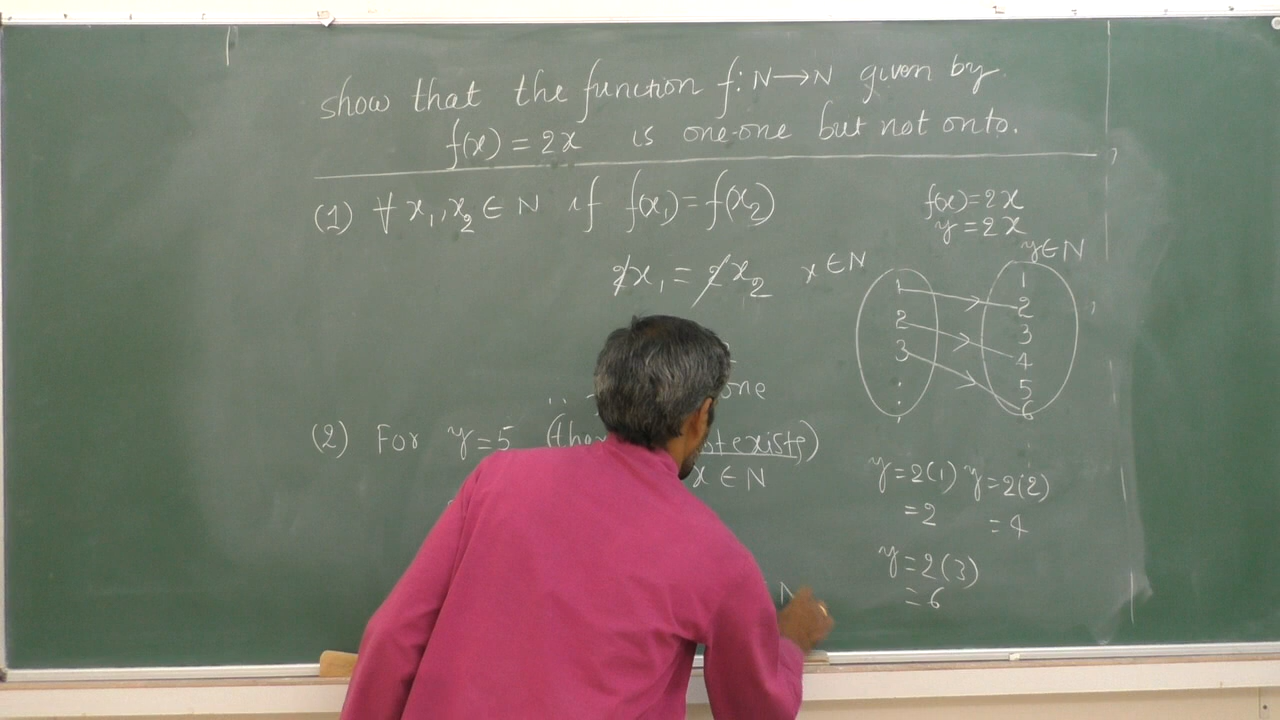 show that the function f: N→N given by
f(x) = 2x is one-one but not onto.
(1) ∀ x₁, x₂ ∈ N if f(x₁) = f(x₂)
2x₁ = 2x₂
one
(2) For y = 5
x ∈ N
f(x) = 2x
y = 2x
x ∈ N
y ∈ N
1
2
3
1
2
3
4
5
6
y = 2(1) y = 2(2)
= 2 = 4
y = 2(3)
= 6